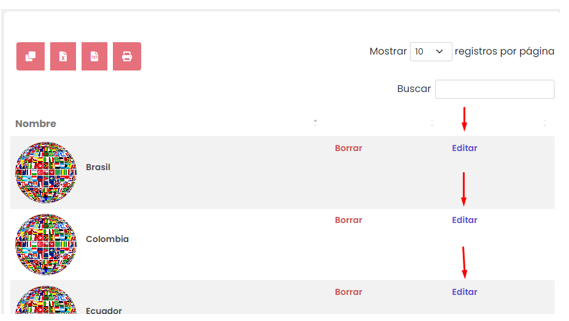 Mostrar 10 registros por página
Buscar
Nombre
Brasil Borrar Editar
Colombia Borrar Editar
Ecuador Borrar Editar